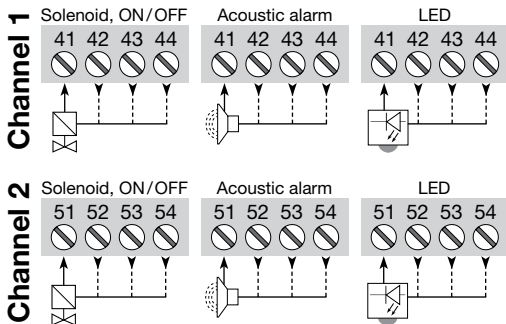 Channel 1
Solenoid, ON/OFF Acoustic alarm LED
41 42 43 44 41 42 43 44 41 42 43 44
Channel 2
Solenoid, ON/OFF Acoustic alarm LED
51 52 53 54 51 52 53 54 51 52 53 54